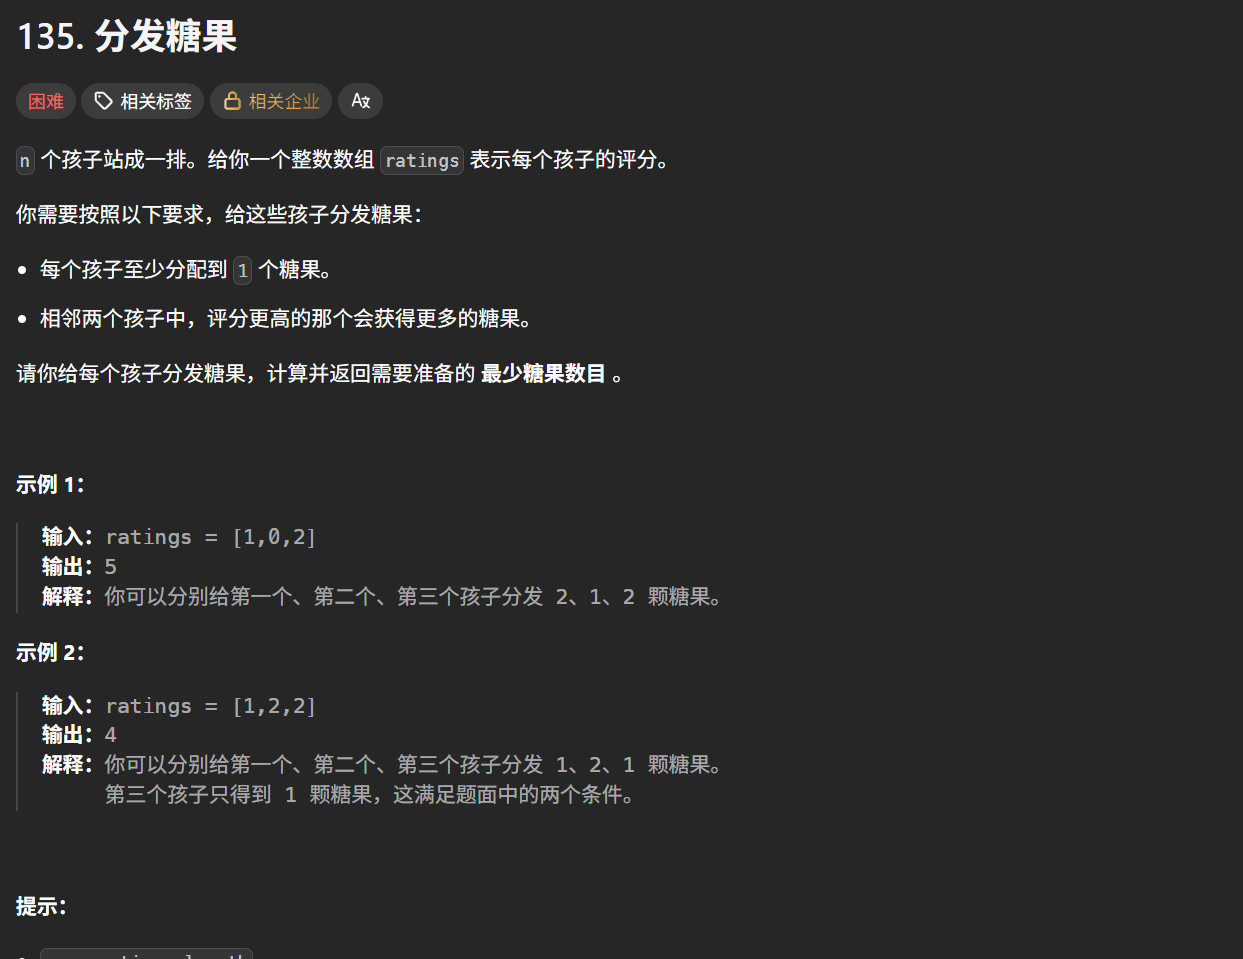 135. 分发糖果
困难 相关标签 相关企业 Aあ
n 个孩子站成一排。给你一个整数数组 ratings 表示每个孩子的评分。
你需要按照以下要求，给这些孩子分发糖果：
每个孩子至少分配到 1 个糖果。
相邻两个孩子中，评分更高的那个会获得更多的糖果。
请你给每个孩子分发糖果，计算并返回需要准备的 最少糖果数目 。
示例 1：
输入：ratings = [1,0,2]
输出：5
解释：你可以分别给第一个、第二个、第三个孩子分发 2、1、2 颗糖果。
示例 2：
输入：ratings = [1,2,2]
输出：4
解释：你可以分别给第一个、第二个、第三个孩子分发 1、2、1 颗糖果。
第三个孩子只得到 1 颗糖果，这满足题面中的两个条件。
提示：